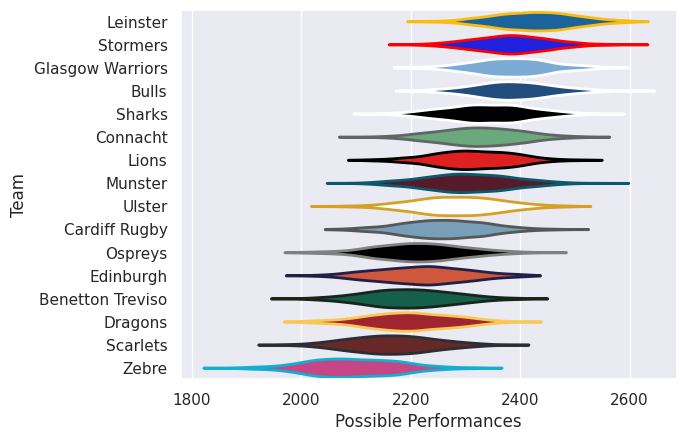 Leinster
Stormers
Glasgow Warriors
Bulls
Sharks
Connacht
Lions
Munster
Ulster
Cardiff Rugby
Ospreys
Edinburgh
Benetton Treviso
Dragons
Scarlets
Zebre
Team
1800 2000 2200 2400 2600
Possible Performances